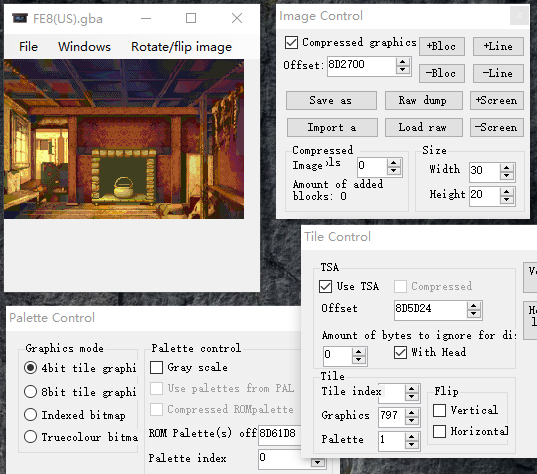 FE8(US).gba
File Windows Rotate/flip image
Image Control
Compressed graphics
Offset: 8D2700
+Bloc +Line
-Bloc -Line
Save as Raw dump +Screen
Import a Load raw -Screen
Compressed
Image 0
Amount of added
blocks: 0
Size
Width 30
Height 20
Tile Control
TSA
Use TSA Compressed
Offset 8D5D24
Amount of bytes to ignore for di
0 With Head
Tile
Tile index
Graphics 797
Palette 1
Flip
Vertical
Horizontal
Palette Control
Graphics mode
4bit tile graphi
8bit tile graphi
Indexed bitmap
Truecolour bitma
Palette control
Gray scale
Use palettes from PAL
Compressed ROMpalette
ROM Palette(s) off 8D61D8
Palette index 0